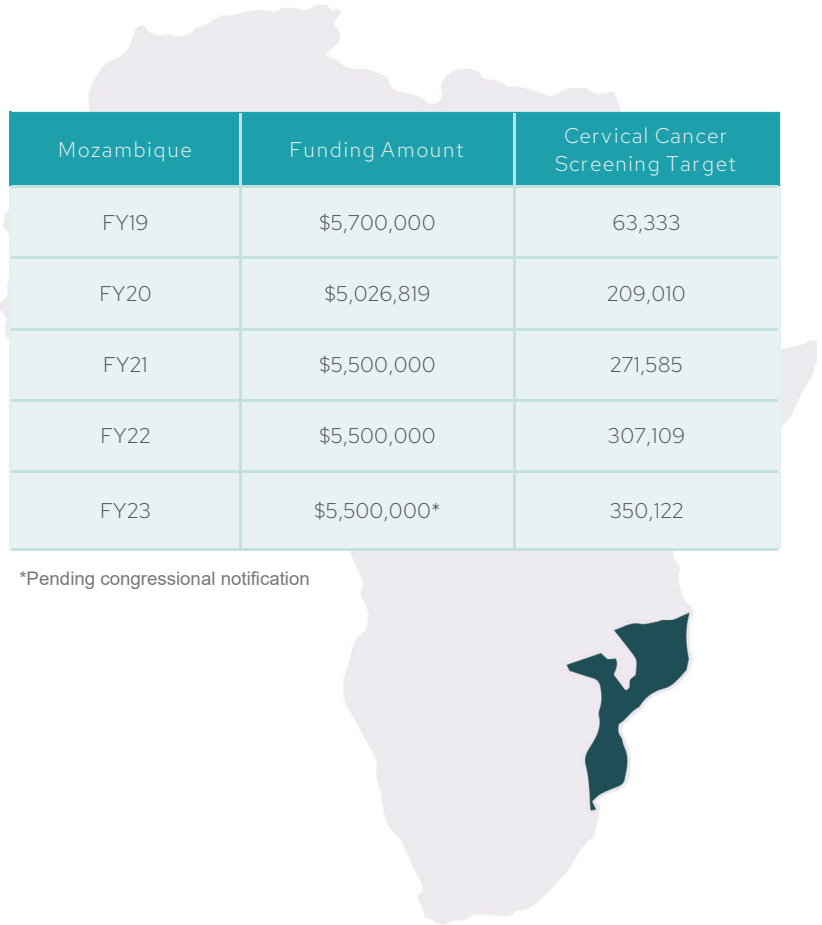 Mozambique Funding Amount Cervical Cancer Screening Target
FY19 $5,700,000 63,333
FY20 $5,026,819 209,010
FY21 $5,500,000 271,585
FY22 $5,500,000 307,109
FY23 $5,500,000* 350,122
*Pending congressional notification